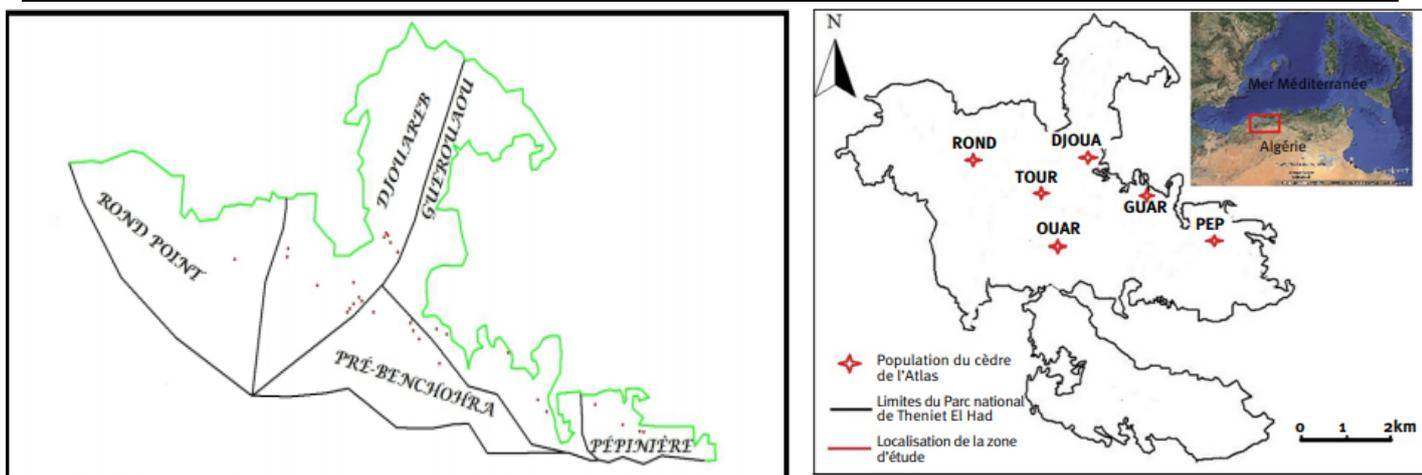 ROND POINT
DJOUAREB
GUEROUAOU
PRÉ-BENCHOHRA
PÉPINIÈRE
N
Mer Méditerranée
Algérie
ROND
DJOUA
TOUR
GUAR
OUAR
PEP
Population du cèdre
de l'Atlas
Limites du Parc national
de Theniet El Had
Localisation de la zone
d'étude
0 1 2km